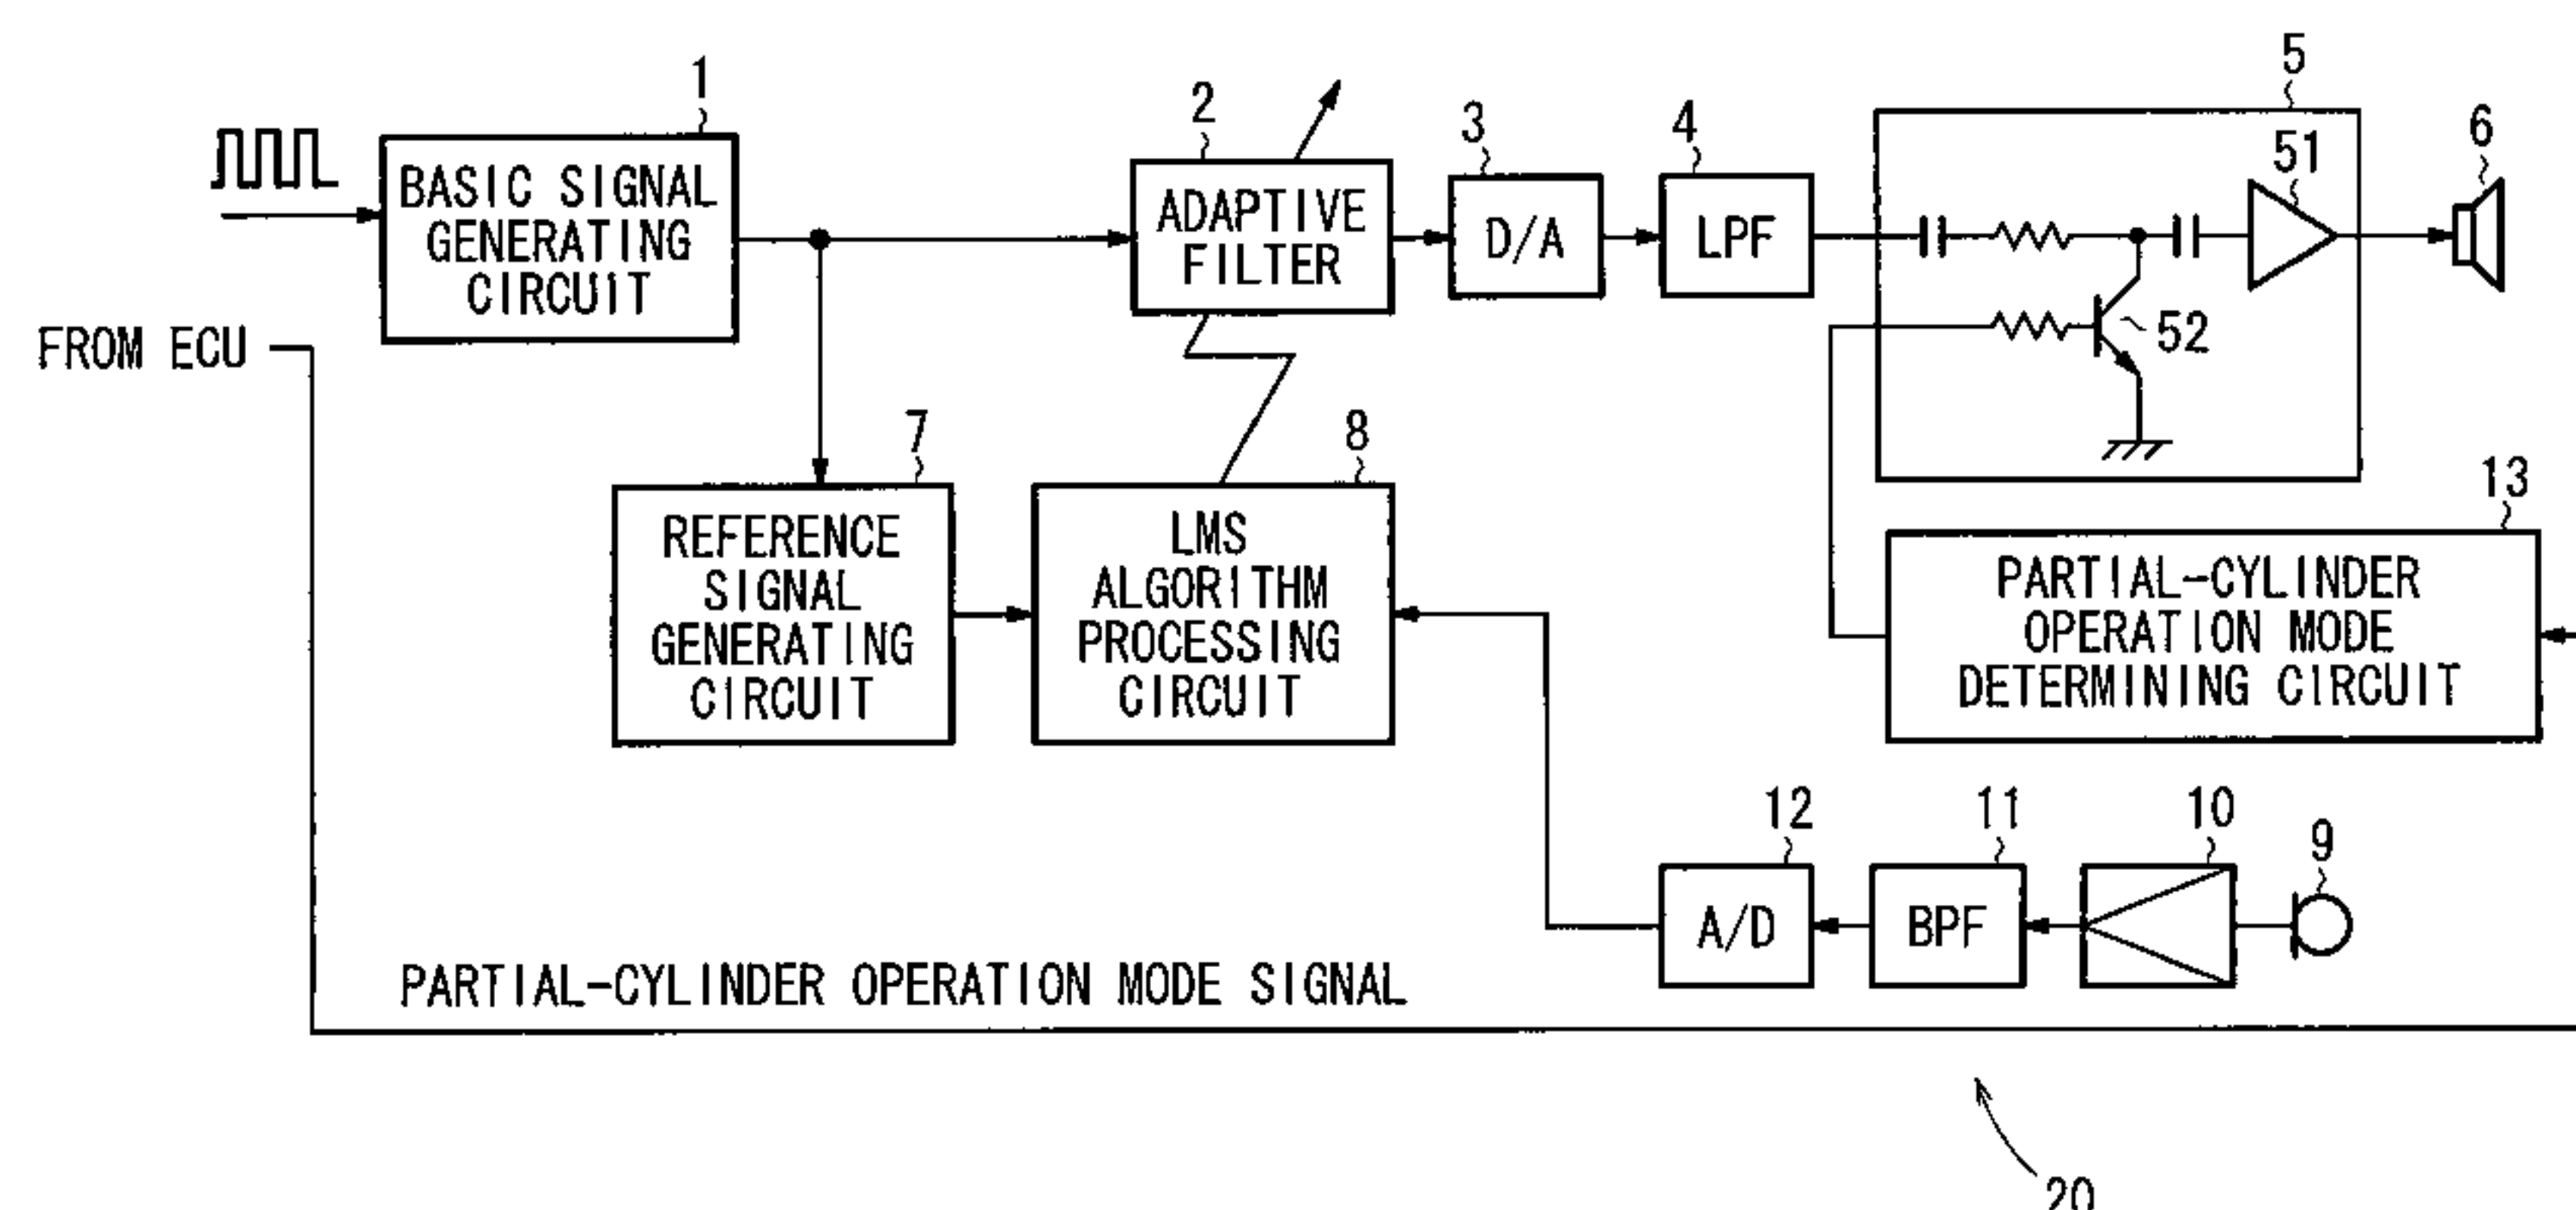 1
BASIC SIGNAL
GENERATING
CIRCUIT
FROM ECU
2
ADAPTIVE
FILTER
3
D/A
4
LPF
5
51
52
6
7
REFERENCE
SIGNAL
GENERATING
CIRCUIT
8
LMS
ALGORITHM
PROCESSING
CIRCUIT
13
PARTIAL-CYLINDER
OPERATION MODE
DETERMINING CIRCUIT
12
A/D
11
BPF
10
9
PARTIAL-CYLINDER OPERATION MODE SIGNAL
20